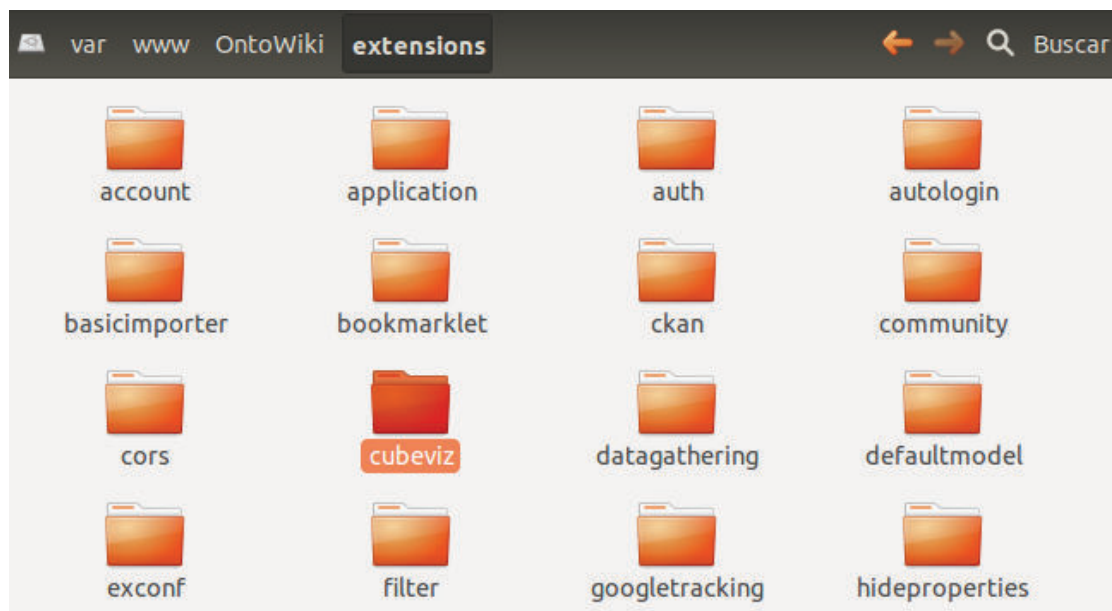 var www OntoWiki extensions Buscar
account application auth autologin
basicimporter bookmarklet ckan community
cors cubeviz datagathering defaultmodel
exconf filter googletracking hideproperties